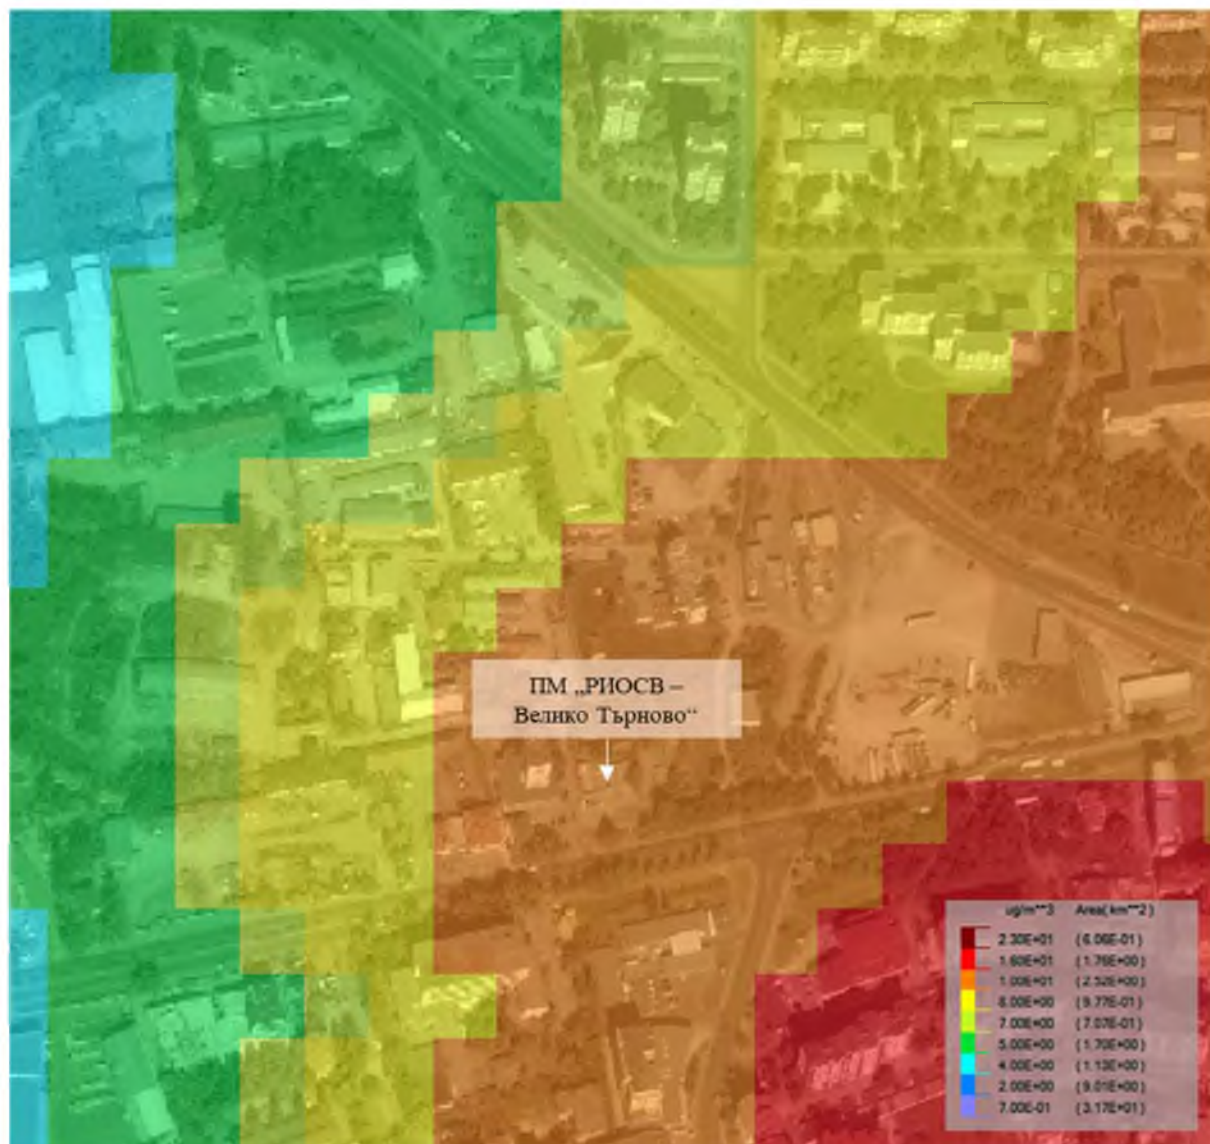 ПМ „РИОСВ –
Велико Търново“
ug/m**3 Area( km**2 )
2.30E+01 ( 6.06E-01 )
1.60E+01 ( 1.76E+00 )
1.00E+01 ( 2.52E+00 )
8.00E+00 ( 9.77E-01 )
7.00E+00 ( 7.07E-01 )
5.00E+00 ( 1.70E+00 )
4.00E+00 ( 1.13E+00 )
2.00E+00 ( 9.01E+00 )
7.00E-01 ( 3.17E+01 )